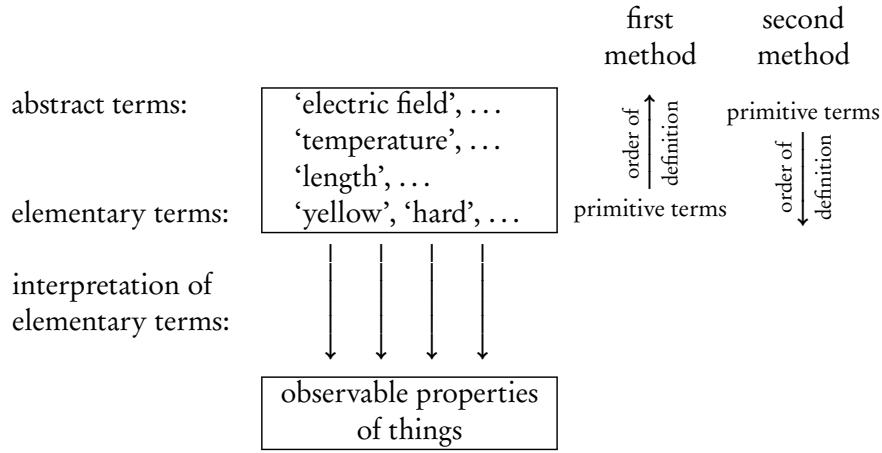 first method
second method
abstract terms:
‘electric field’, . . .
‘temperature’, . . .
‘length’, . . .
elementary terms:
‘yellow’, ‘hard’, . . .
order of definition
primitive terms
primitive terms
order of definition
interpretation of
elementary terms:
observable properties
of things